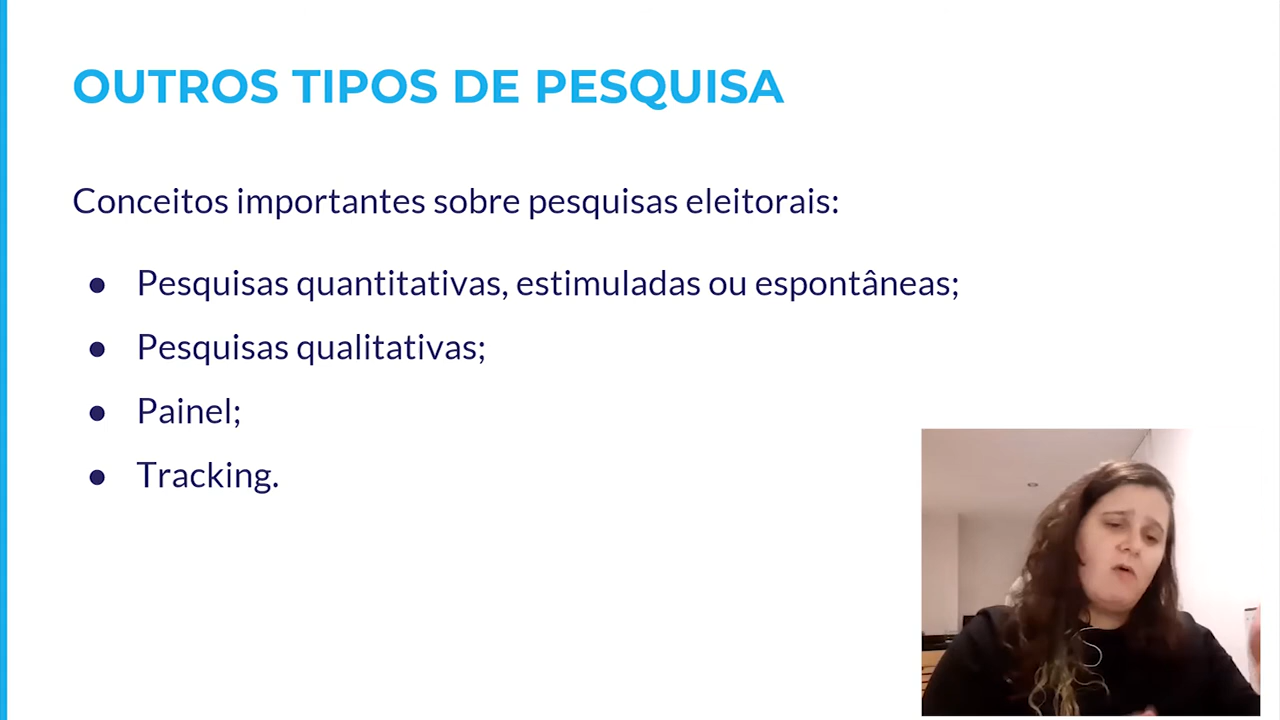 OUTROS TIPOS DE PESQUISA
Conceitos importantes sobre pesquisas eleitorais:
● Pesquisas quantitativas, estimuladas ou espontâneas;
● Pesquisas qualitativas;
● Painel;
● Tracking.